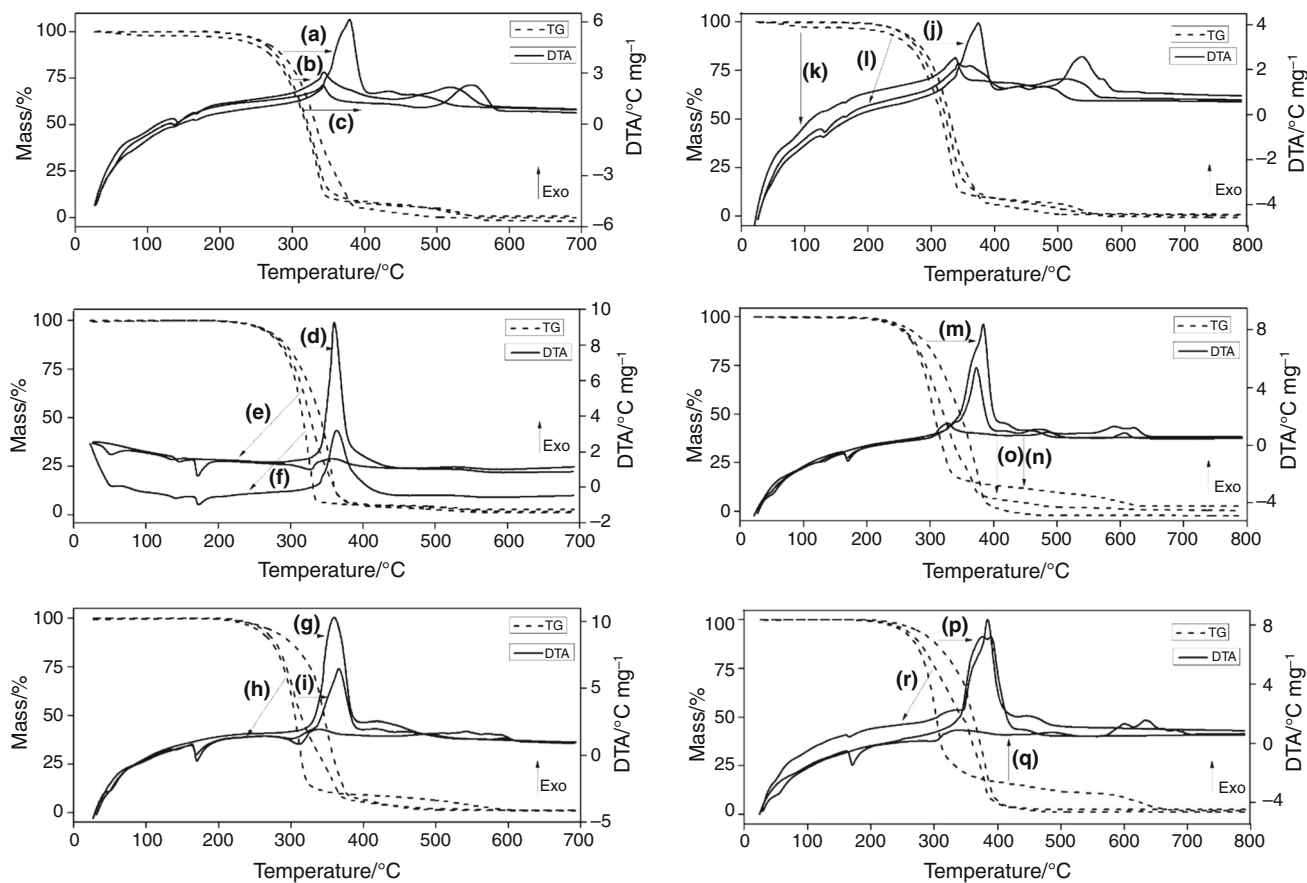 100
75
50
25
0
Mass/%
6
3
0
−3
−6
DTA/°C mg−1
(a)
(b)
(c)
TG
DTA
Exo
0 100 200 300 400 500 600 700
Temperature/°C
100
75
50
25
0
Mass/%
4
2
0
−2
−4
DTA/°C mg−1
(j)
(k)
(l)
TG
DTA
Exo
0 100 200 300 400 500 600 700 800
Temperature/°C
100
75
50
25
0
Mass/%
10
8
6
4
2
0
−2
DTA/°C mg−1
(d)
(e)
(f)
TG
DTA
Exo
0 100 200 300 400 500 600 700
Temperature/°C
100
75
50
25
0
Mass/%
8
4
0
−4
DTA/°C mg−1
(m)
(o)
(n)
TG
DTA
Exo
0 100 200 300 400 500 600 700 800
Temperature/°C
100
75
50
25
0
Mass/%
10
5
0
−5
DTA/°C mg−1
(g)
(h)
(i)
TG
DTA
Exo
0 100 200 300 400 500 600 700
Temperature/°C
100
75
50
25
0
Mass/%
8
4
0
−4
DTA/°C mg−1
(p)
(r)
(q)
TG
DTA
Exo
0 100 200 300 400 500 600 700 800
Temperature/°C